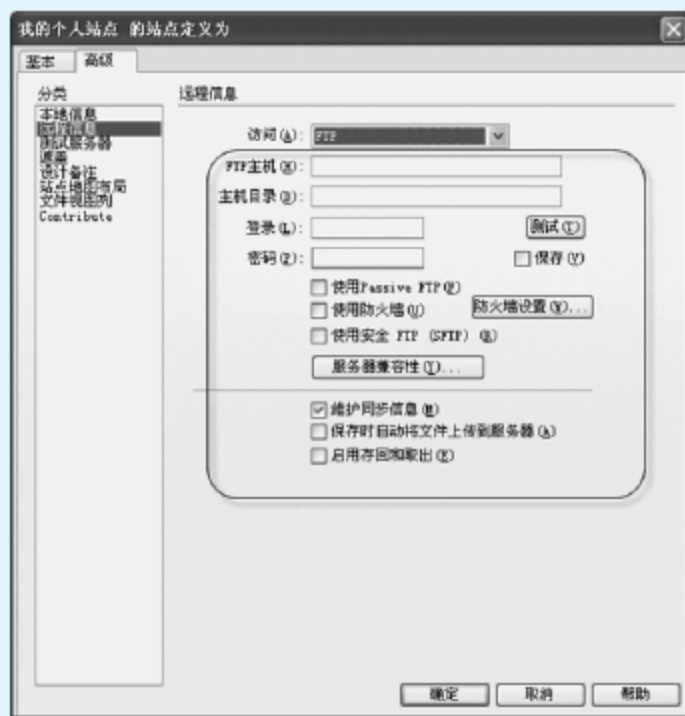 我的个人站点 的站点定义为
基本 高级
分类
本地信息
远程信息
测试服务器
遮盖
设计备注
站点地图布局
文件视图列
Contribute
远程信息
访问(A): FTP
FTP主机(H):
主机目录(D):
登录(L): 测试(T)
密码(P): 保存(V)
使用Passive FTP(F)
使用防火墙(U) 防火墙设置(W)...
使用安全 FTP (SFTP) (E)
服务器兼容性(Y)...
维护同步信息(M)
保存时自动将文件上传到服务器(A)
启用存回和取出(K)
确定 取消 帮助